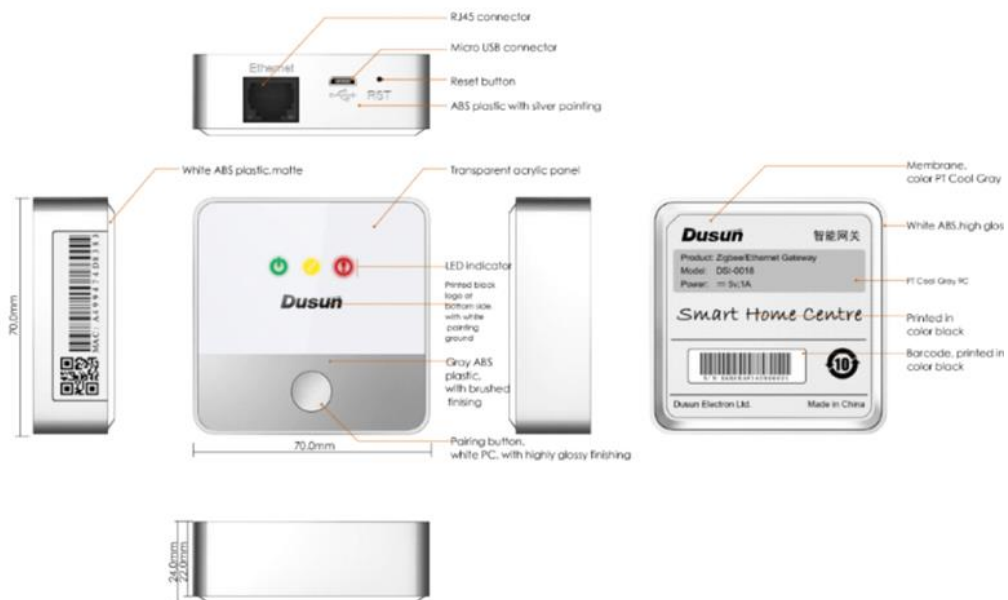 RJ45 connector
Micro USB connector
Ethernet
Reset button
RST
ABS plastic with silver painting
White ABS plastic,matte
Transparent acrylic panel
Membrane,
color PT Cool Gray
White ABS,high glos
Dusun 智能网关
Product: Zigbee/Ethernet Gateway
Model: DSI-0018
Power: 5v;1A
PT Cool Gray 9C
Smart Home Centre
Printed in
color black
Barcode, printed in
color black
10
Dusun Electron Ltd. Made in China
LED indicator
Printed black
logo at
bottom side,
with white
painting
ground
Dusun
Gray ABS
plastic,
with brushed
finising
Pairing button,
white PC, with highly glossy finishing
70.0mm
70.0mm
24.0mm
22.0mm